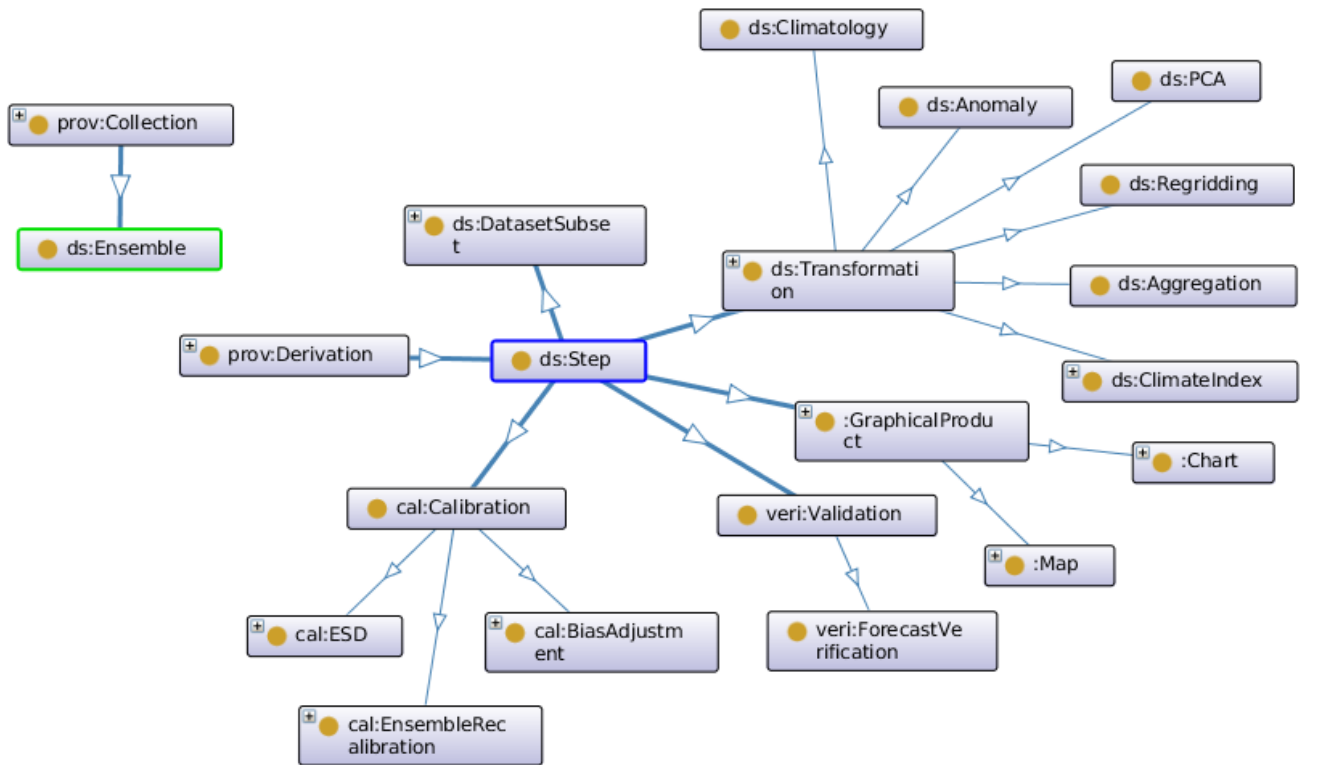 ds:Climatology
ds:PCA
ds:Anomaly
prov:Collection
ds:Regridding
ds:DatasetSubse
t
ds:Ensemble
ds:Transformati
on
ds:Aggregation
prov:Derivation
ds:Step
ds:ClimateIndex
:GraphicalProdu
ct
:Chart
cal:Calibration
veri:Validation
:Map
cal:ESD
cal:BiasAdjustm
ent
veri:ForecastVe
rification
cal:EnsembleRec
alibration